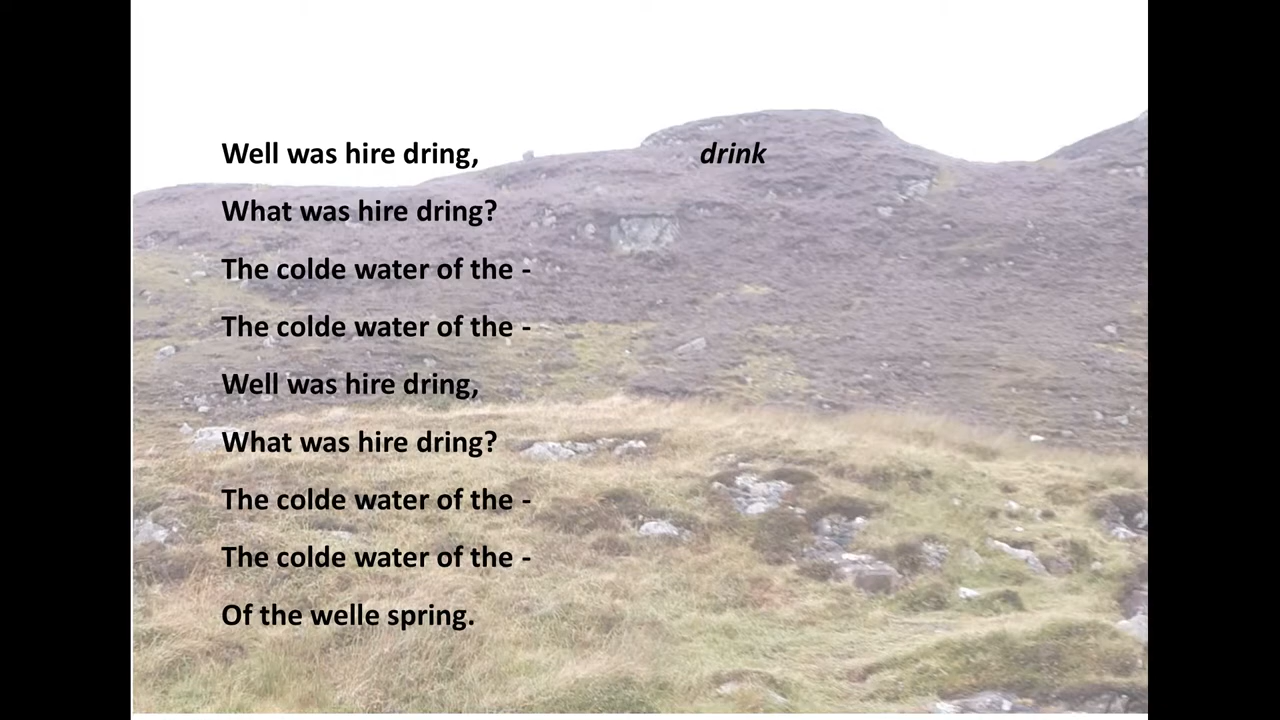 Well was hire dring, drink
What was hire dring?
The colde water of the -
The colde water of the -
Well was hire dring,
What was hire dring?
The colde water of the -
The colde water of the -
Of the welle spring.